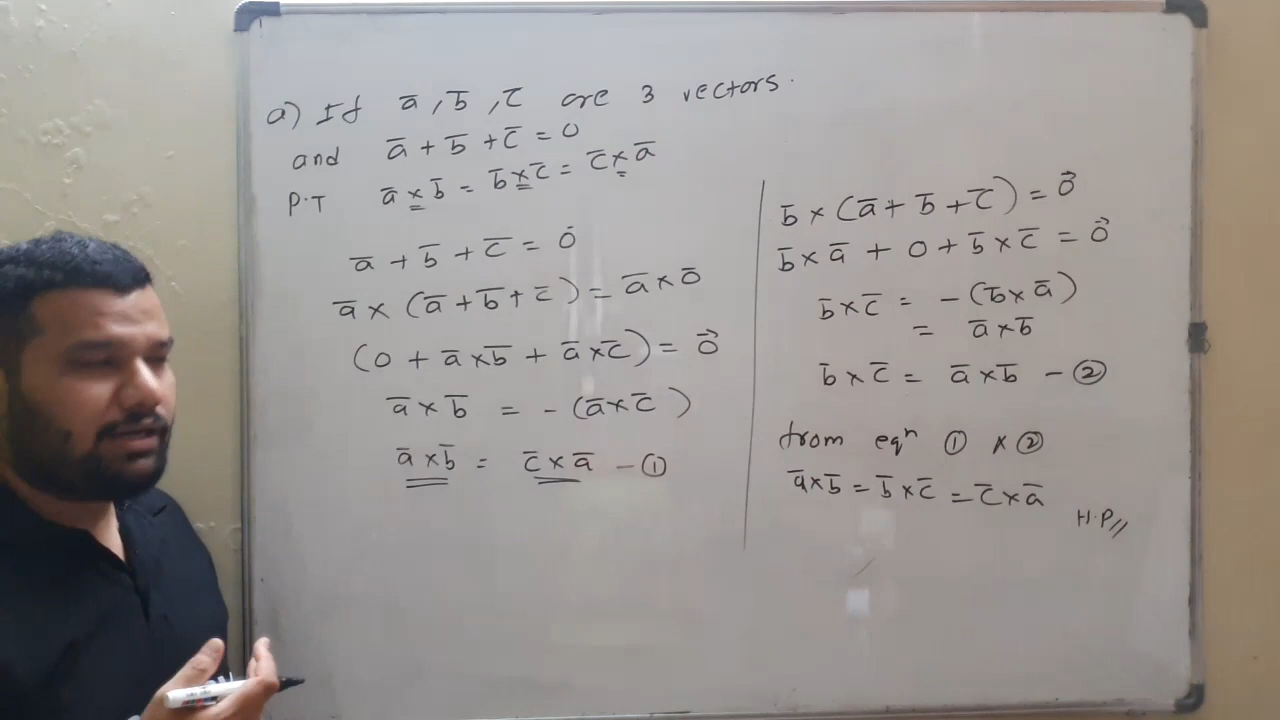 a) If a̅ , b̅ , c̅ are 3 vectors.
and a̅ + b̅ + c̅ = 0
P.T a̅ × b̅ = b̅ × c̅ = c̅ × a̅
a̅ + b̅ + c̅ = 0̅
a̅ × (a̅ + b̅ + c̅) = a̅ × 0̅
(0 + a̅ × b̅ + a̅ × c̅) = 0⃗
a̅ × b̅ = - (a̅ × c̅)
a̅ × b̅ = c̅ × a̅ - ①
b̅ × (a̅ + b̅ + c̅) = 0⃗
b̅ × a̅ + 0 + b̅ × c̅ = 0⃗
b̅ × c̅ = - (b̅ × a̅)
= a̅ × b̅
b̅ × c̅ = a̅ × b̅ - ②
from eqⁿ ① × ②
a̅ × b̅ = b̅ × c̅ = c̅ × a̅
H.P//